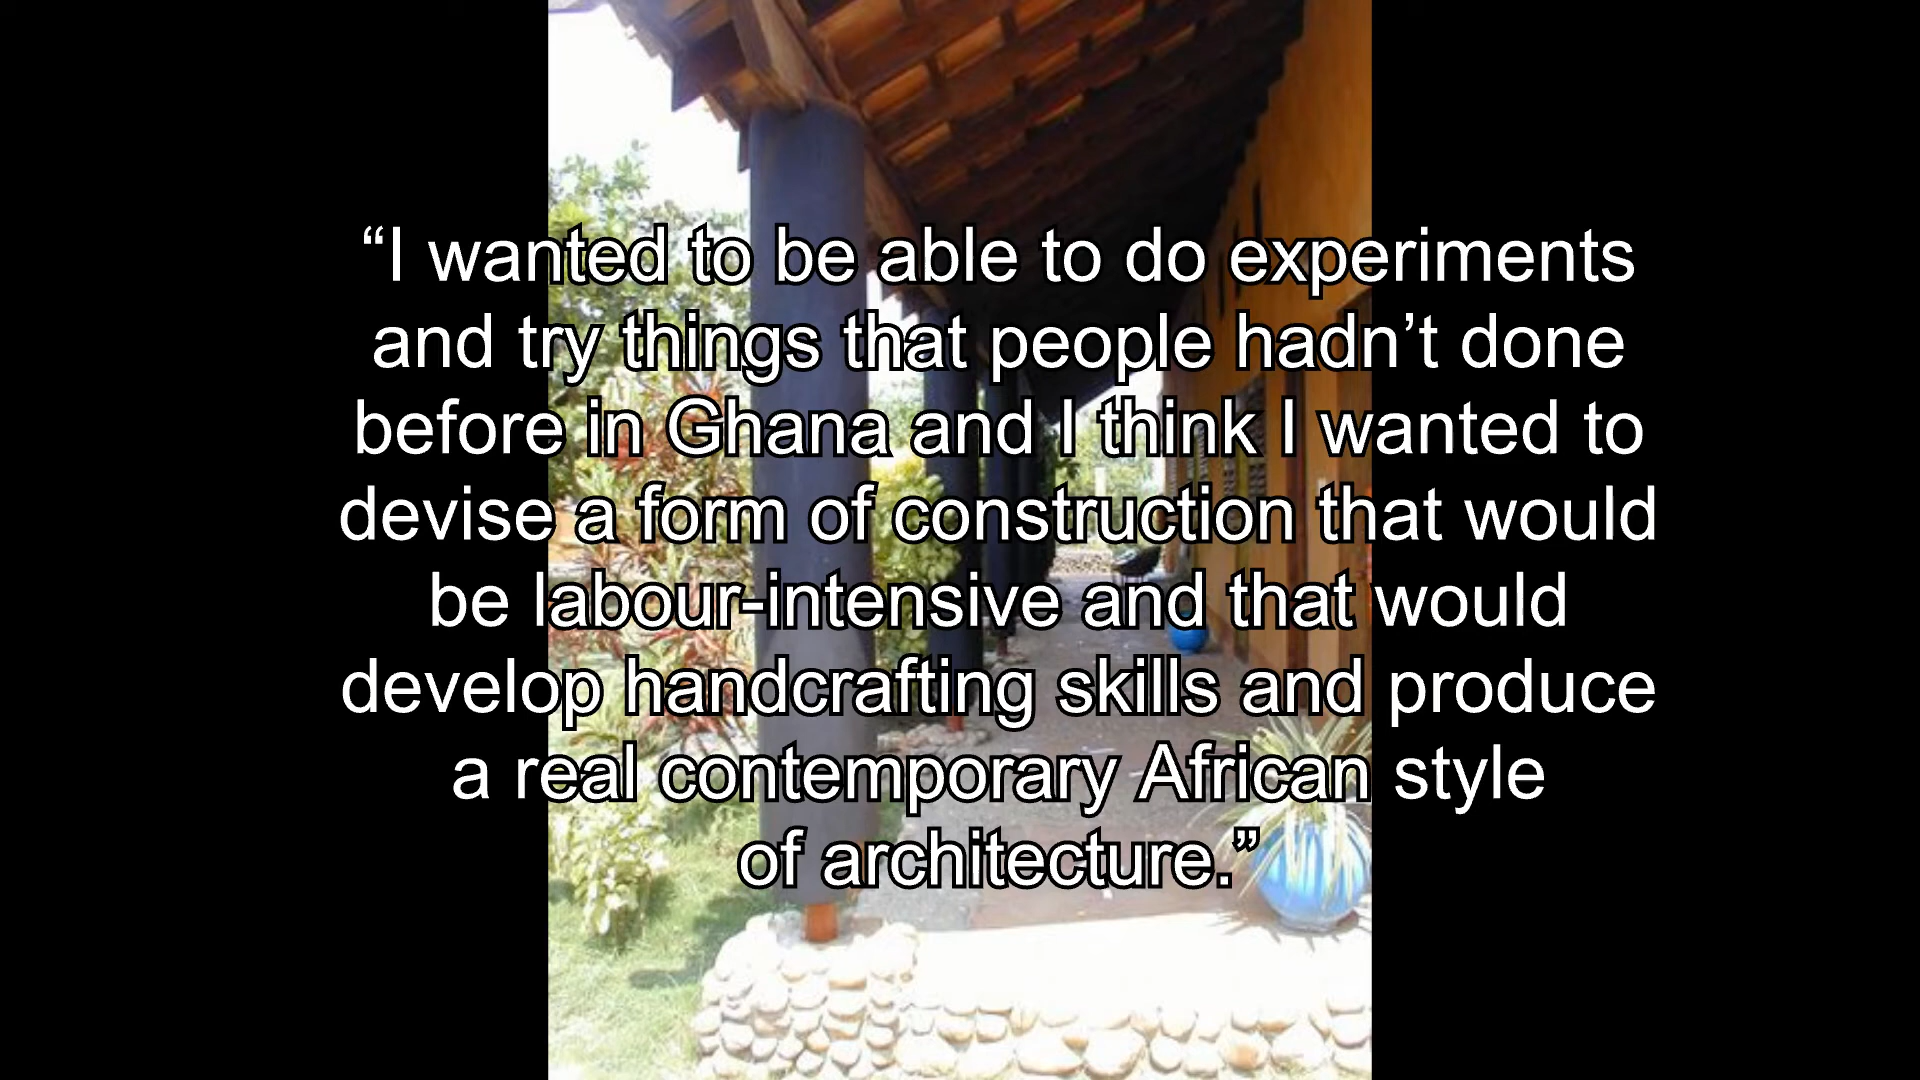 “I wanted to be able to do experiments
and try things that people hadn’t done
before in Ghana and I think I wanted to
devise a form of construction that would
be labour-intensive and that would
develop handcrafting skills and produce
a real contemporary African style
of architecture.”